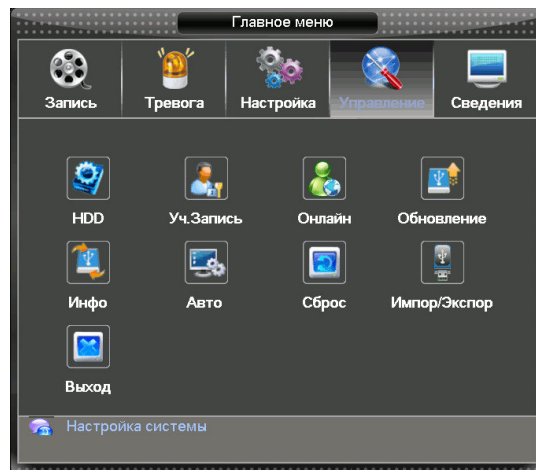 Главное меню
Запись Тревога Настройка Управление Сведения
HDD Уч.Запись Онлайн Обновление
Инфо Авто Сброс Импор/Экспор
Выход
Настройка системы